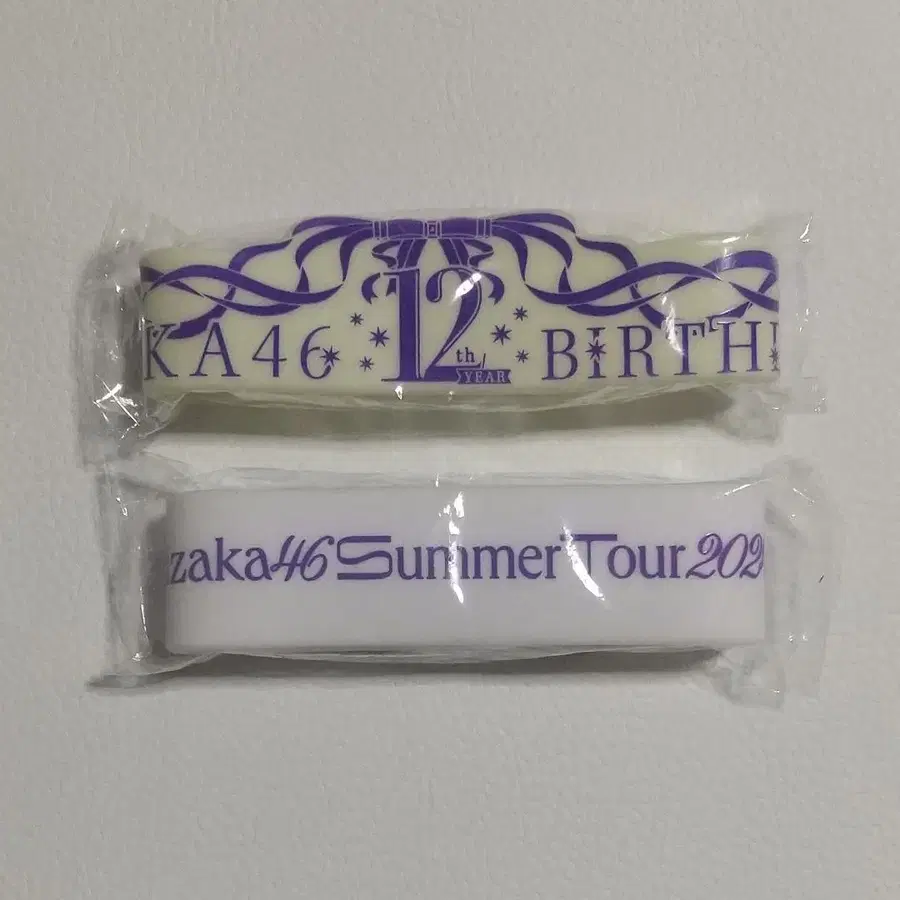 KA46 12th YEAR BIRTH
zaka46 Summer Tour 202